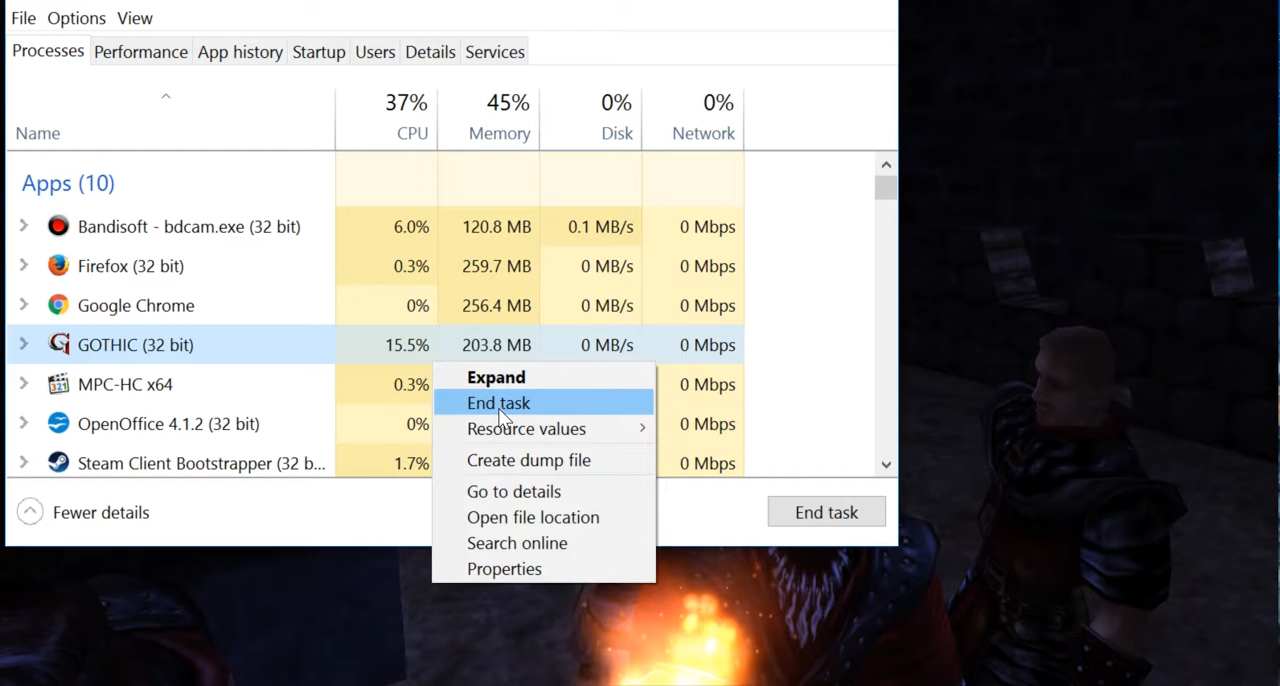 File Options View
Processes Performance App history Startup Users Details Services
37% 45% 0% 0%
Name CPU Memory Disk Network
Apps (10)
Bandisoft - bdcam.exe (32 bit) 6.0% 120.8 MB 0.1 MB/s 0 Mbps
Firefox (32 bit) 0.3% 259.7 MB 0 MB/s 0 Mbps
Google Chrome 0% 256.4 MB 0 MB/s 0 Mbps
GOTHIC (32 bit) 15.5% 203.8 MB 0 MB/s 0 Mbps
MPC-HC x64 0.3% 0 Mbps
OpenOffice 4.1.2 (32 bit) 0% 0 Mbps
Steam Client Bootstrapper (32 b... 1.7% 0 Mbps
Expand
End task
Resource values
Create dump file
Go to details
Open file location
Search online
Properties
Fewer details
End task